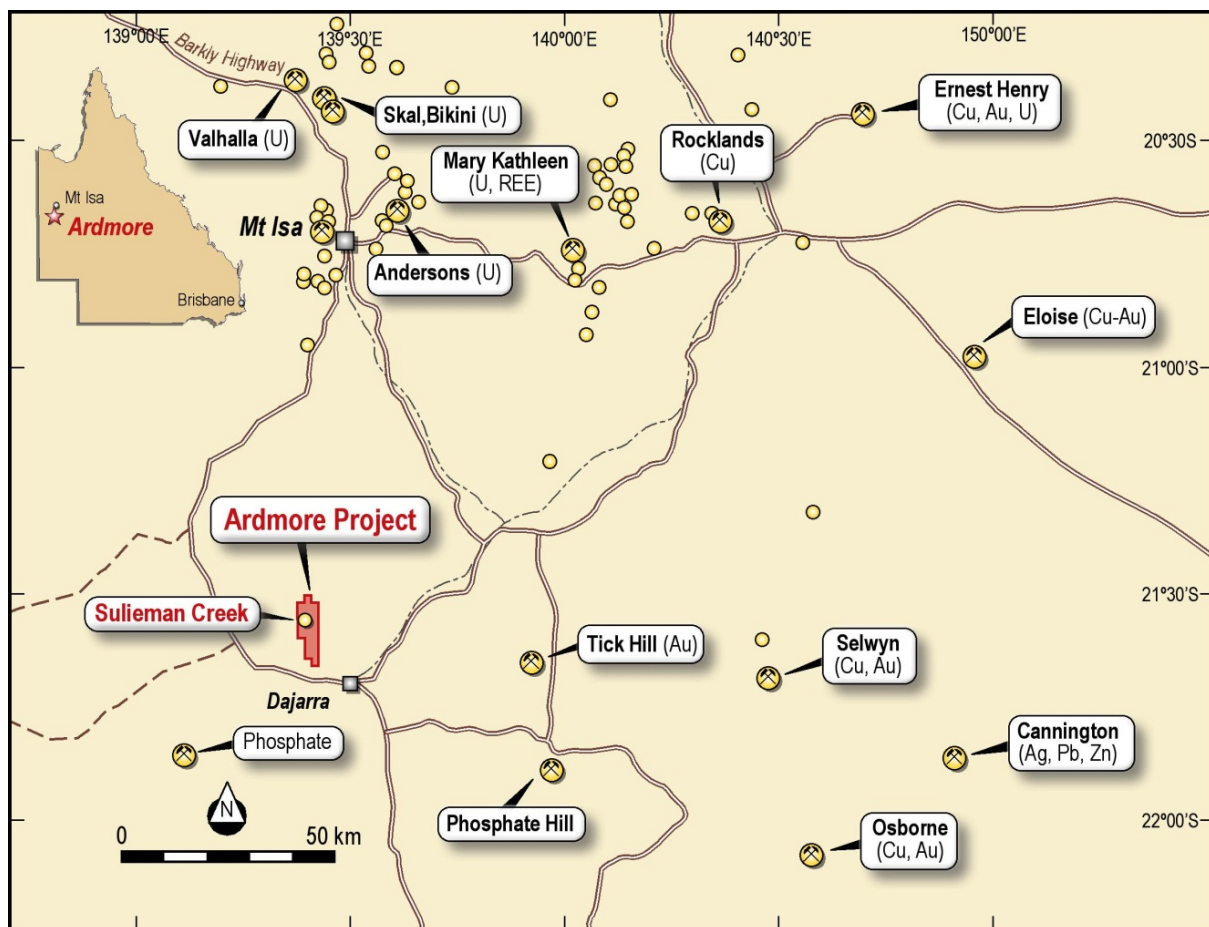 139°00'E
139°30'E
140°00'E
140°30'E
150°00'E
Barkly Highway
Valhalla (U)
Skal,Bikini (U)
Mary Kathleen
(U, REE)
Rocklands
(Cu)
Ernest Henry
(Cu, Au, U)
20°30'S
Mt Isa
Ardmore
Brisbane
Mt Isa
Andersons (U)
Eloise (Cu-Au)
21°00'S
Ardmore Project
Sulieman Creek
21°30'S
Tick Hill (Au)
Selwyn
(Cu, Au)
Dajarra
Phosphate
Cannington
(Ag, Pb, Zn)
N
0 50 km
Phosphate Hill
Osborne
(Cu, Au)
22°00'S